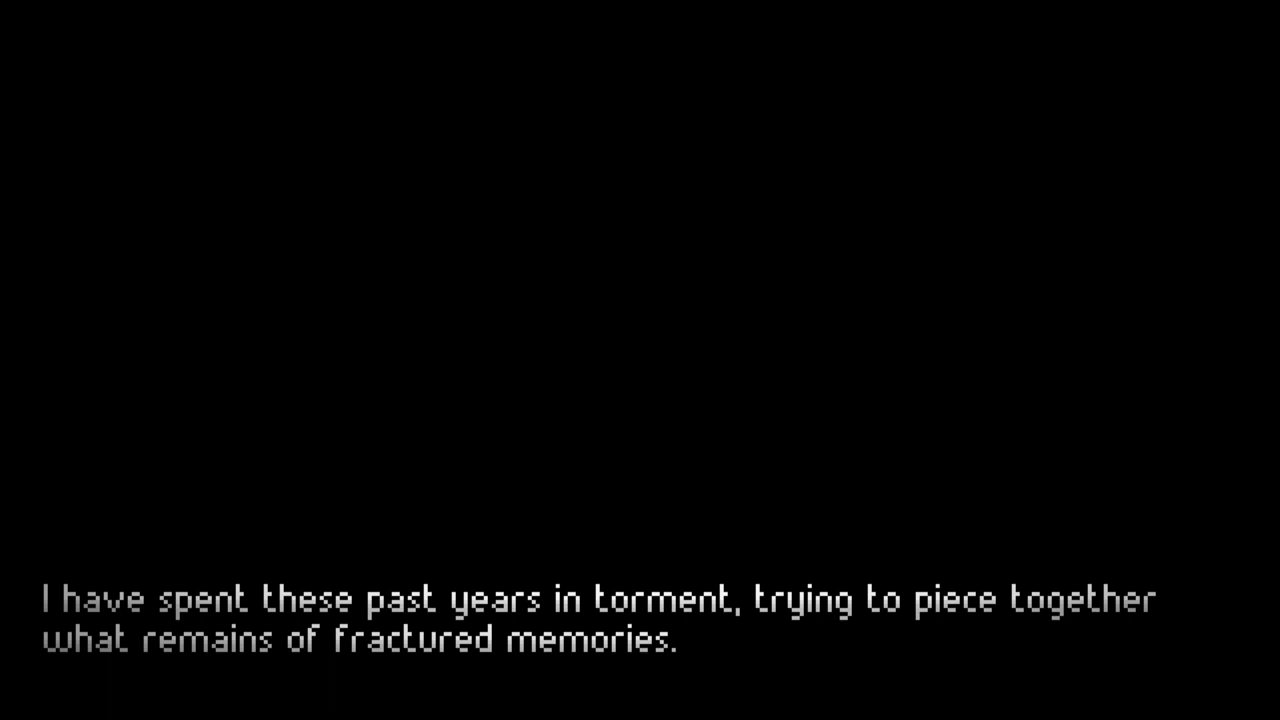 I have spent these past years in torment, trying to piece together
what remains of fractured memories.